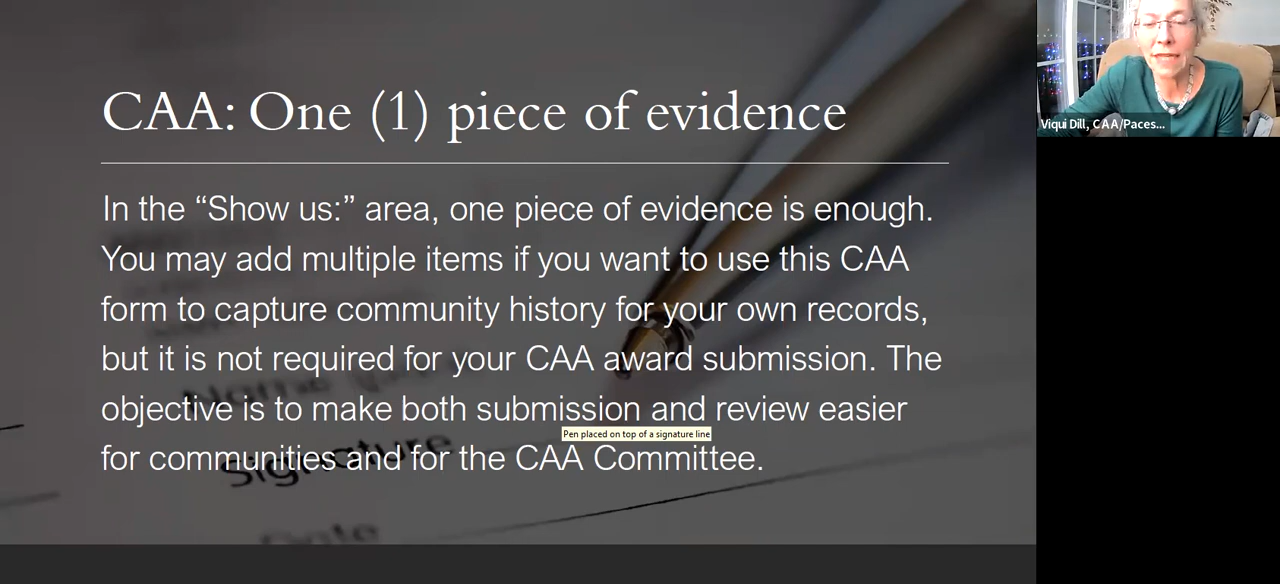 CAA: One (1) piece of evidence
In the “Show us:” area, one piece of evidence is enough.
You may add multiple items if you want to use this CAA
form to capture community history for your own records,
but it is not required for your CAA award submission. The
objective is to make both submission and review easier
for communities and for the CAA Committee.
Pen placed on top of a signature line
Name
Signature
Date
Viqui Dill, CAA/Paces...